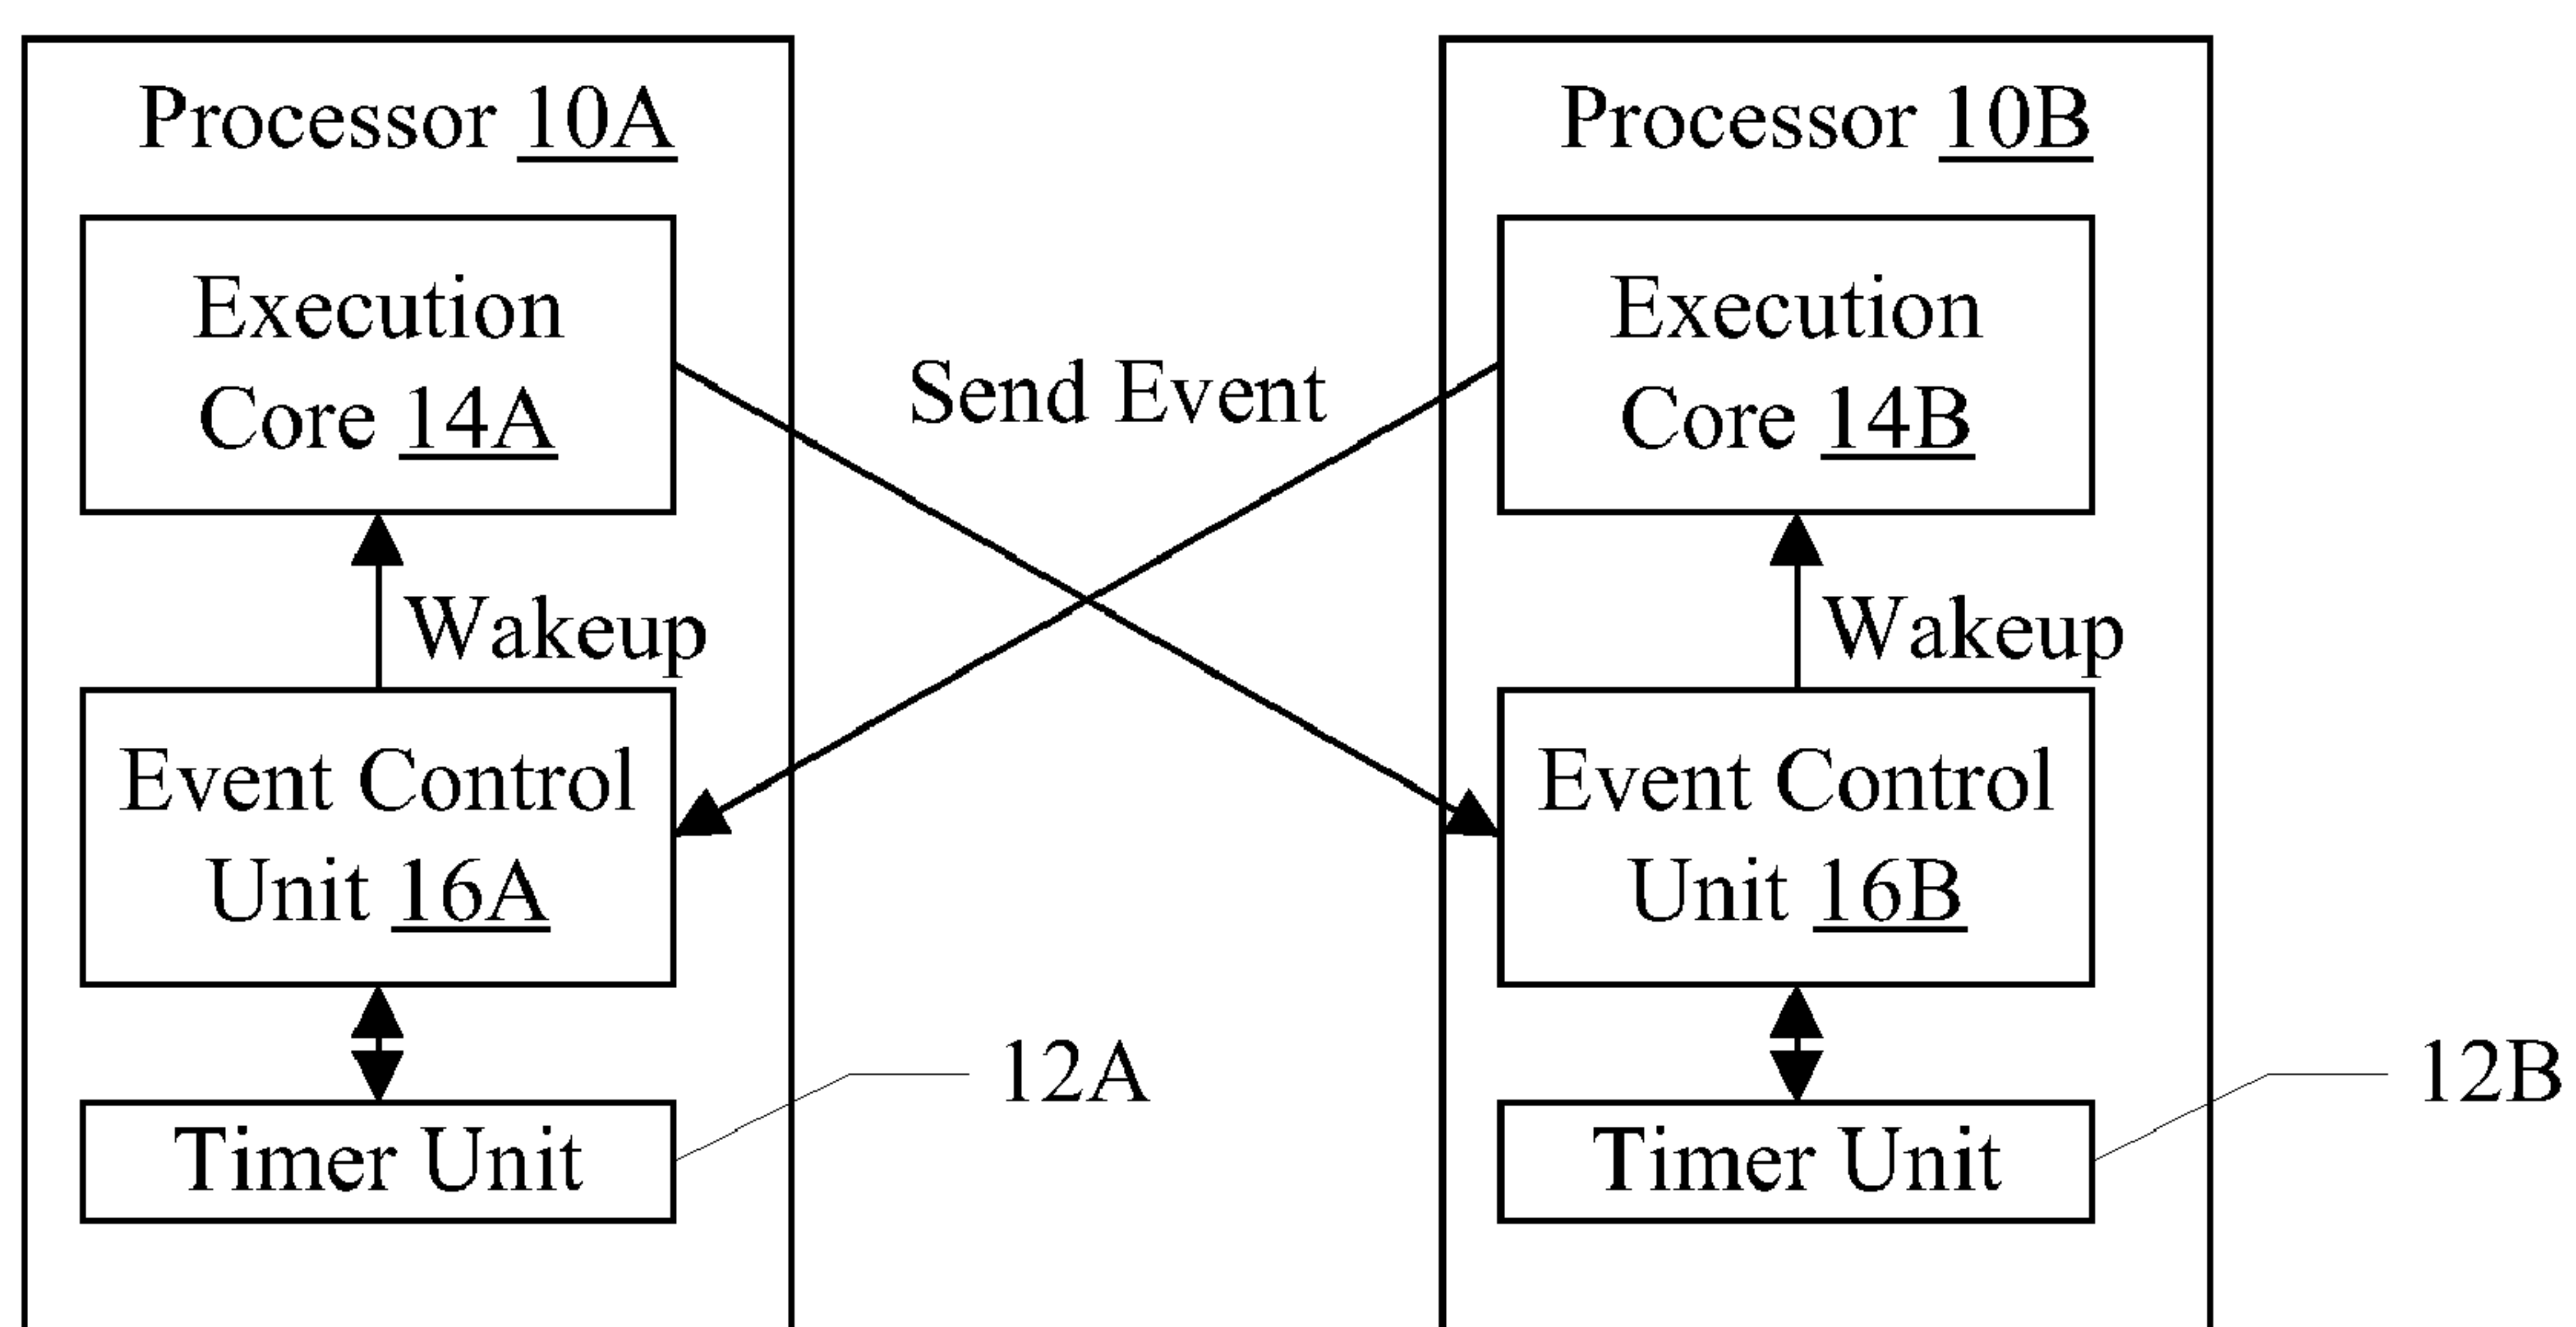 Processor 10A
Execution
Core 14A
Wakeup
Event Control
Unit 16A
Timer Unit
12A
Send Event
Processor 10B
Execution
Core 14B
Wakeup
Event Control
Unit 16B
Timer Unit
12B